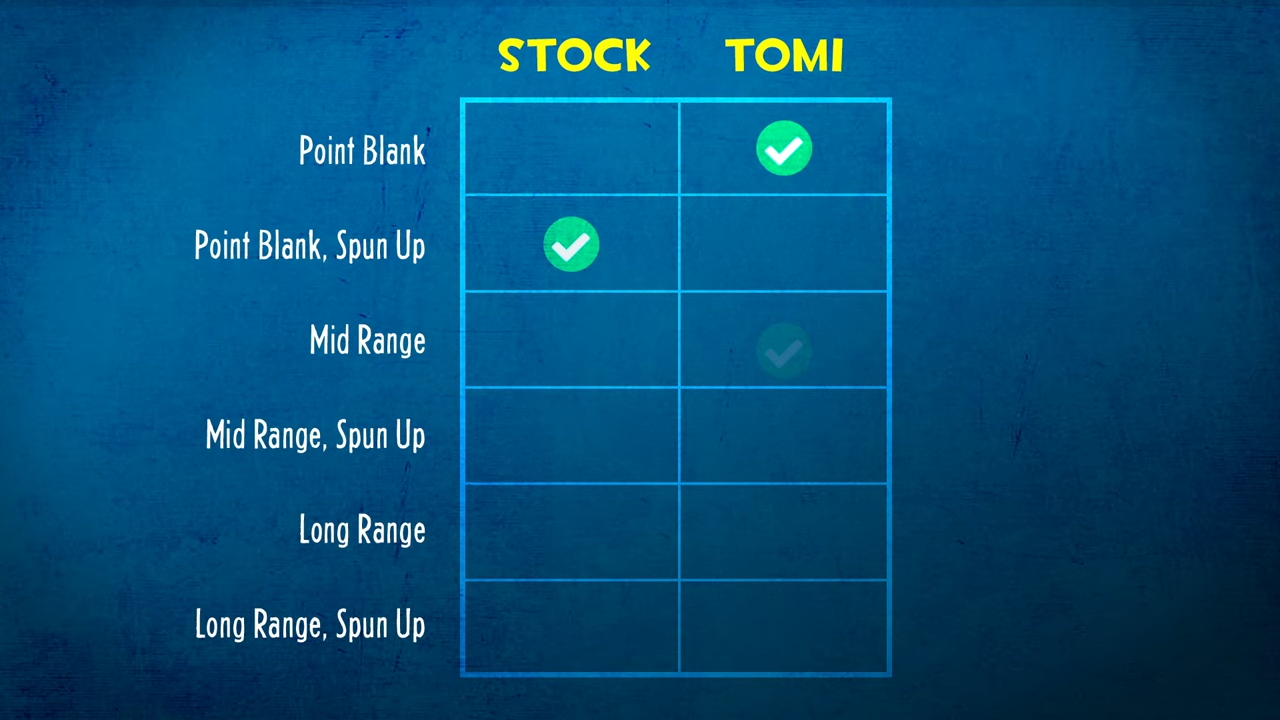 STOCK TOMI
Point Blank
Point Blank, Spun Up
Mid Range
Mid Range, Spun Up
Long Range
Long Range, Spun Up